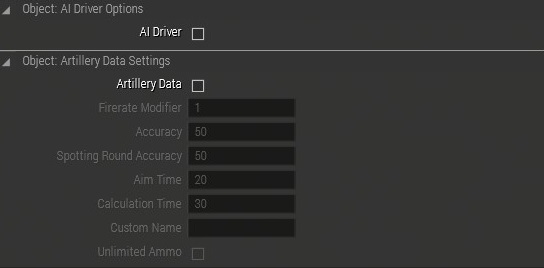 Object: AI Driver Options
AI Driver
Object: Artillery Data Settings
Artillery Data
Firerate Modifier 1
Accuracy 50
Spotting Round Accuracy 50
Aim Time 20
Calculation Time 30
Custom Name
Unlimited Ammo